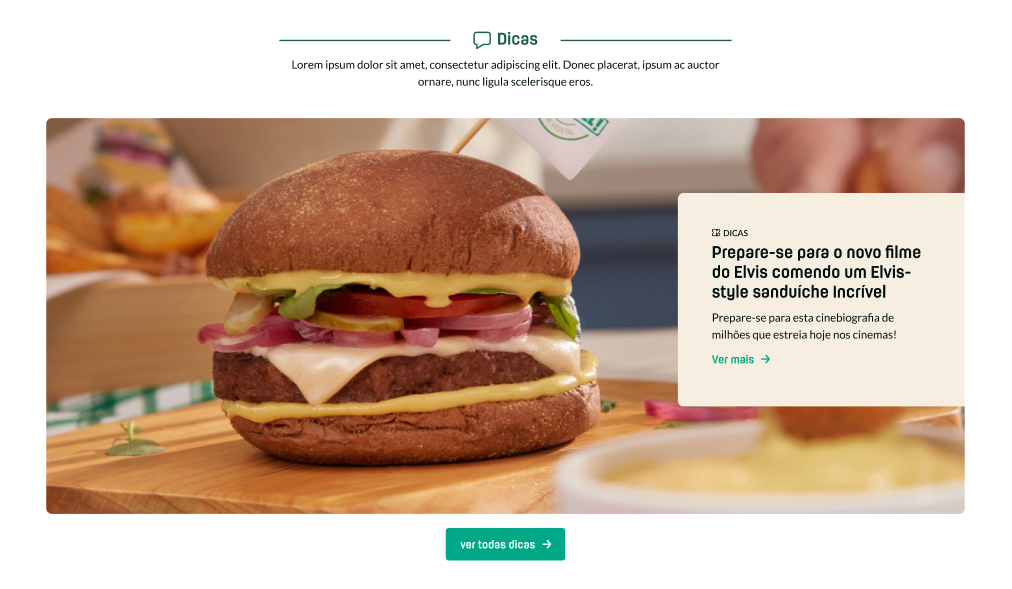 Dicas
Lorem ipsum dolor sit amet, consectetur adipiscing elit. Donec placerat, ipsum ac auctor
ornare, nunc ligula scelerisque eros.
VEGETAL
DICAS
Prepare-se para o novo filme
do Elvis comendo um Elvis-
style sanduíche Incrível
Prepare-se para esta cinebiografia de
milhões que estreia hoje nos cinemas!
Ver mais
ver todas dicas